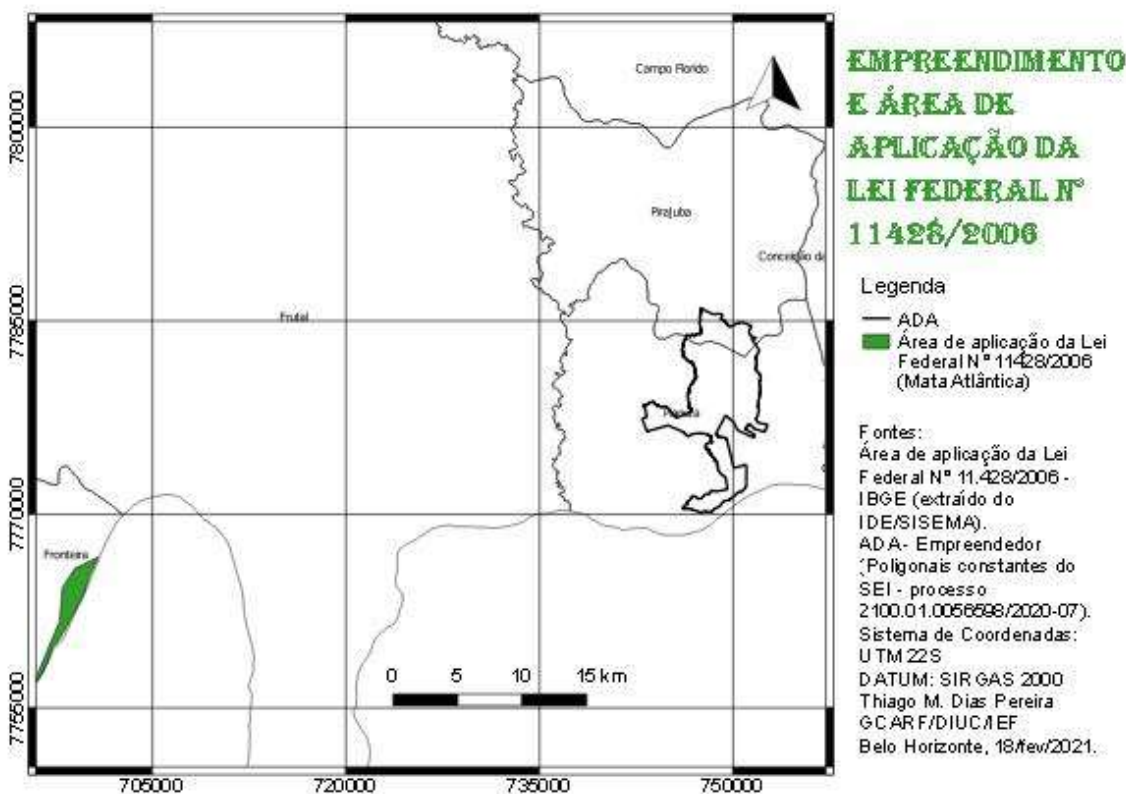 EMPREENDIMENTO
E ÁREA DE
APLICAÇÃO DA
LEI FEDERAL Nº
11428/2006
Legenda
ADA
Área de aplicação da Lei
Federal Nº 11428/2006
(Mata Atlântica)
Fontes:
Área de aplicação da Lei
Federal Nº 11.428/2006 -
IBGE (extraído do
IDE/SISEMA).
ADA- Empreendedor
(Poligonais constantes do
SEI - processo
2100.01.0056598/2020-07).
Sistema de Coordenadas:
UTM 22S
DATUM: SIRGAS 2000
Thiago M. Dias Pereira
GCARF/DIUC/IEF
Belo Horizonte, 18/fev/2021.
Campo Florido
Pirajuba
Conceição da
Frutal
Fronteira
0 5 10 15 km
7800000
7785000
7770000
7755000
705000 720000 735000 750000